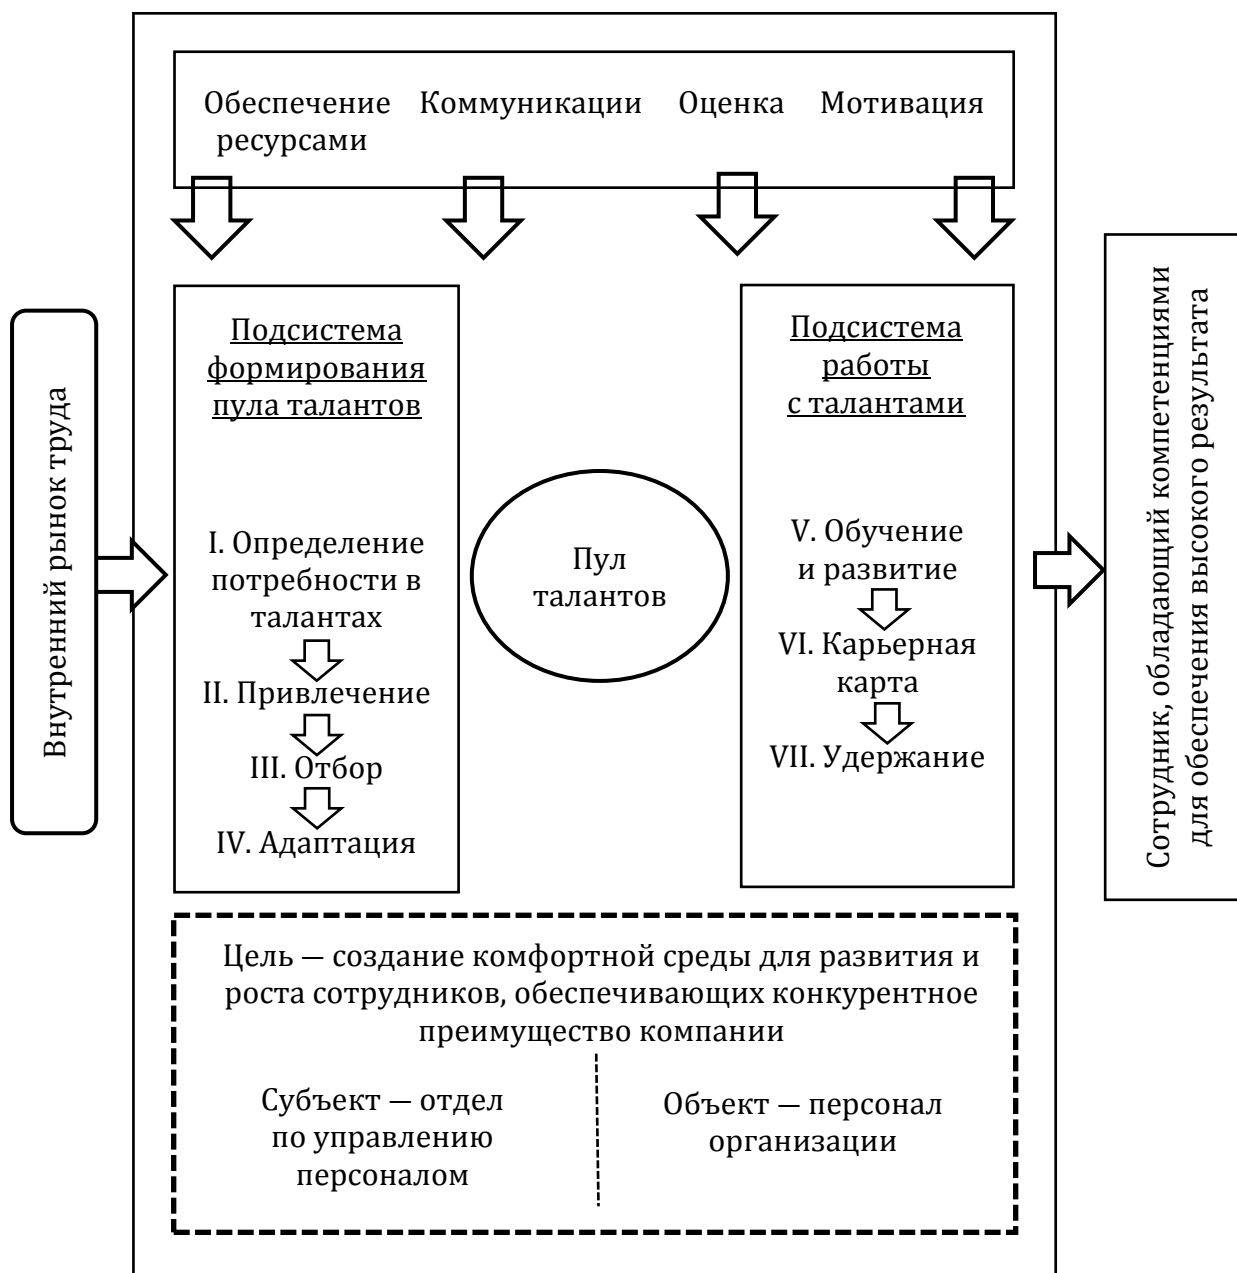 Обеспечение
ресурсами
Коммуникации
Оценка
Мотивация
Внутренний рынок труда
Подсистема
формирования
пула талантов
I. Определение
потребности в
талантах
II. Привлечение
III. Отбор
IV. Адаптация
Пул
талантов
Подсистема
работы
с талантами
V. Обучение
и развитие
VI. Карьерная
карта
VII. Удержание
Сотрудник, обладающий компетенциями
для обеспечения высокого результата
Цель — создание комфортной среды для развития и
роста сотрудников, обеспечивающих конкурентное
преимущество компании
Субъект — отдел
по управлению
персоналом
Объект — персонал
организации